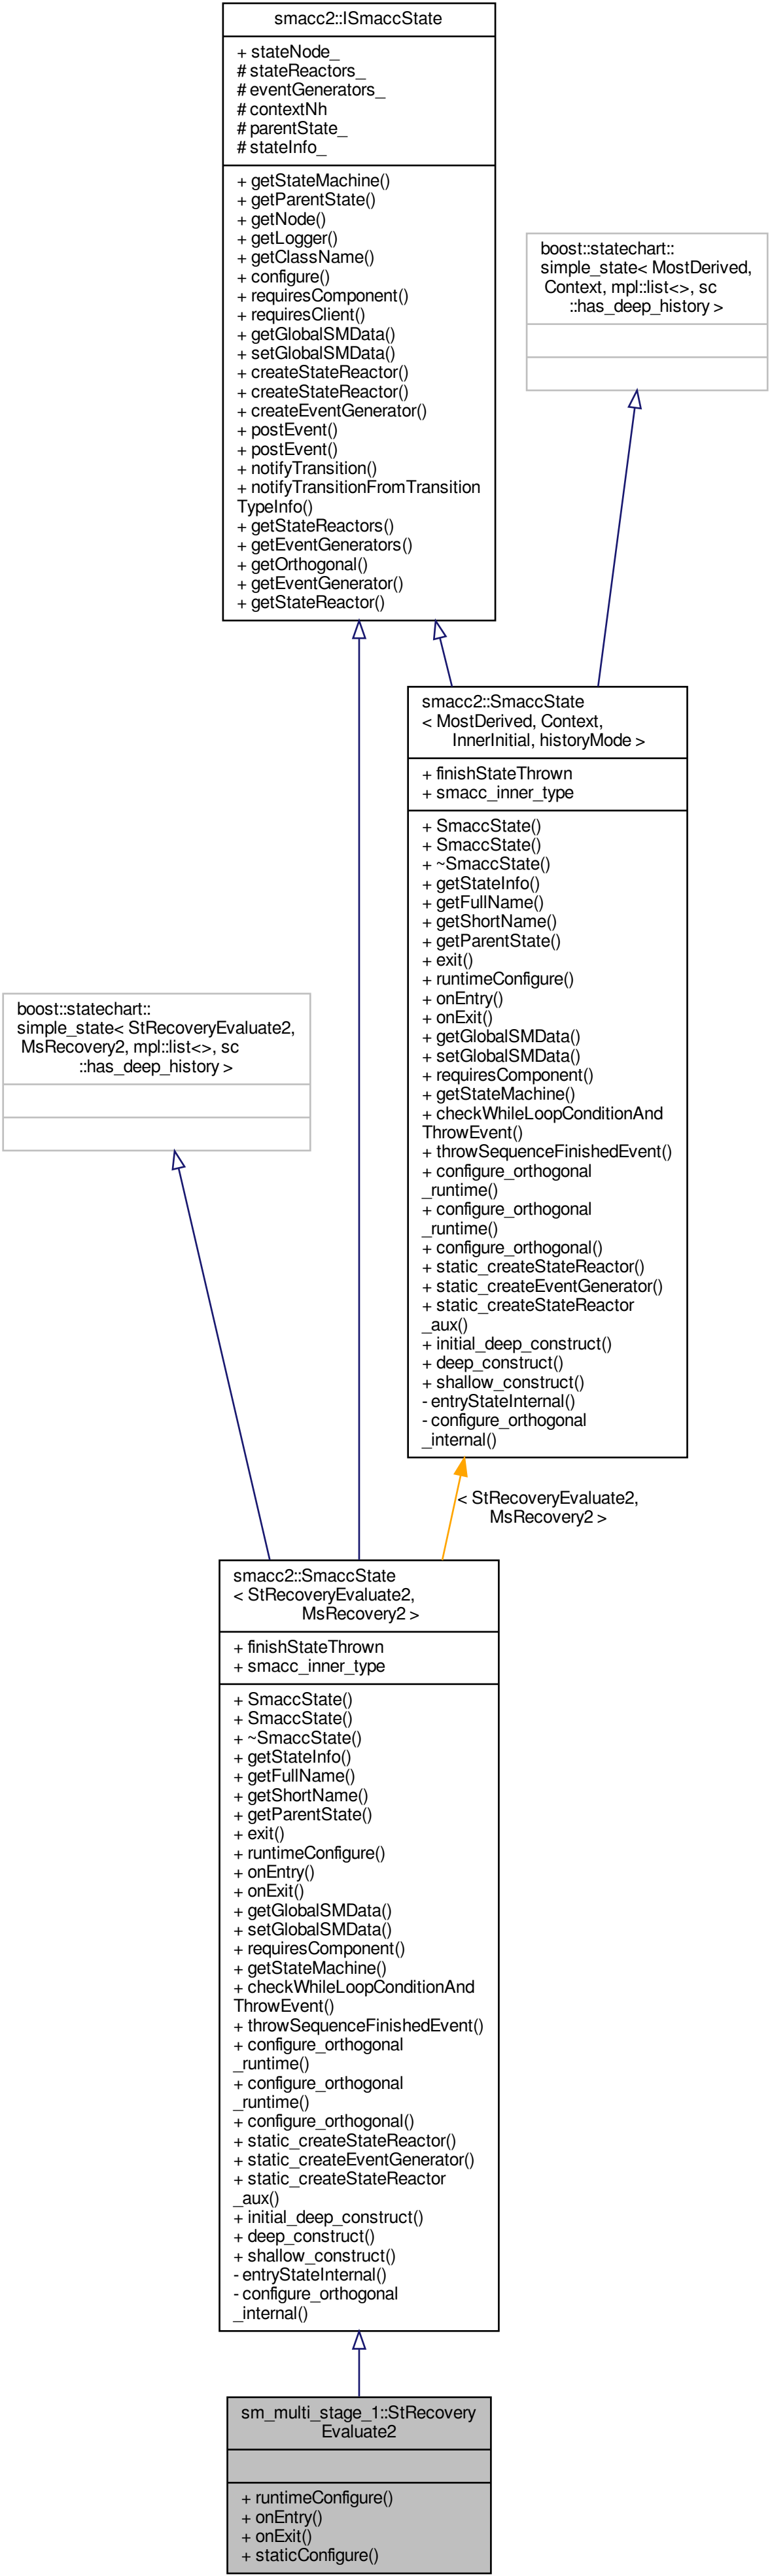 smacc2::ISmaccState
+ stateNode_
# stateReactors_
# eventGenerators_
# contextNh
# parentState_
# stateInfo_
+ getStateMachine()
+ getParentState()
+ getNode()
+ getLogger()
+ getClassName()
+ configure()
+ requiresComponent()
+ requiresClient()
+ getGlobalSMData()
+ setGlobalSMData()
+ createStateReactor()
+ createStateReactor()
+ createEventGenerator()
+ postEvent()
+ postEvent()
+ notifyTransition()
+ notifyTransitionFromTransition
TypeInfo()
+ getStateReactors()
+ getEventGenerators()
+ getOrthogonal()
+ getEventGenerator()
+ getStateReactor()
boost::statechart::
simple_state< MostDerived,
Context, mpl::list<>, sc
::has_deep_history >
smacc2::SmaccState
< MostDerived, Context,
InnerInitial, historyMode >
+ finishStateThrown
+ smacc_inner_type
+ SmaccState()
+ SmaccState()
+ ~SmaccState()
+ getStateInfo()
+ getFullName()
+ getShortName()
+ getParentState()
+ exit()
+ runtimeConfigure()
+ onEntry()
+ onExit()
+ getGlobalSMData()
+ setGlobalSMData()
+ requiresComponent()
+ getStateMachine()
+ checkWhileLoopConditionAnd
ThrowEvent()
+ throwSequenceFinishedEvent()
+ configure_orthogonal
_runtime()
+ configure_orthogonal
_runtime()
+ configure_orthogonal()
+ static_createStateReactor()
+ static_createEventGenerator()
+ static_createStateReactor
_aux()
+ initial_deep_construct()
+ deep_construct()
+ shallow_construct()
- entryStateInternal()
- configure_orthogonal
_internal()
boost::statechart::
simple_state< StRecoveryEvaluate2,
MsRecovery2, mpl::list<>, sc
::has_deep_history >
< StRecoveryEvaluate2,
MsRecovery2 >
smacc2::SmaccState
< StRecoveryEvaluate2,
MsRecovery2 >
+ finishStateThrown
+ smacc_inner_type
+ SmaccState()
+ SmaccState()
+ ~SmaccState()
+ getStateInfo()
+ getFullName()
+ getShortName()
+ getParentState()
+ exit()
+ runtimeConfigure()
+ onEntry()
+ onExit()
+ getGlobalSMData()
+ setGlobalSMData()
+ requiresComponent()
+ getStateMachine()
+ checkWhileLoopConditionAnd
ThrowEvent()
+ throwSequenceFinishedEvent()
+ configure_orthogonal
_runtime()
+ configure_orthogonal
_runtime()
+ configure_orthogonal()
+ static_createStateReactor()
+ static_createEventGenerator()
+ static_createStateReactor
_aux()
+ initial_deep_construct()
+ deep_construct()
+ shallow_construct()
- entryStateInternal()
- configure_orthogonal
_internal()
sm_multi_stage_1::StRecovery
Evaluate2
+ runtimeConfigure()
+ onEntry()
+ onExit()
+ staticConfigure()